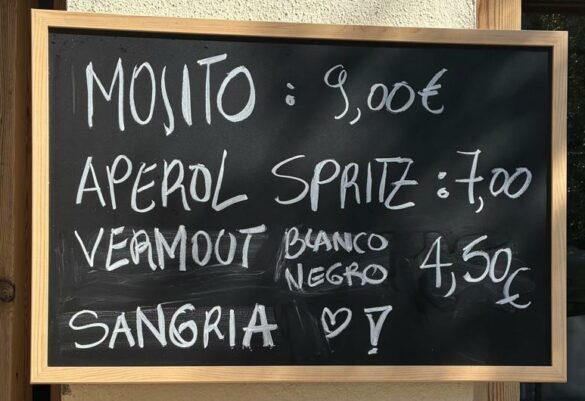 MOJITO : 9,00€
APEROL SPRITZ : 7,00
VERMOUT BLANCO NEGRO 4,50€
SANGRIA ♡ !